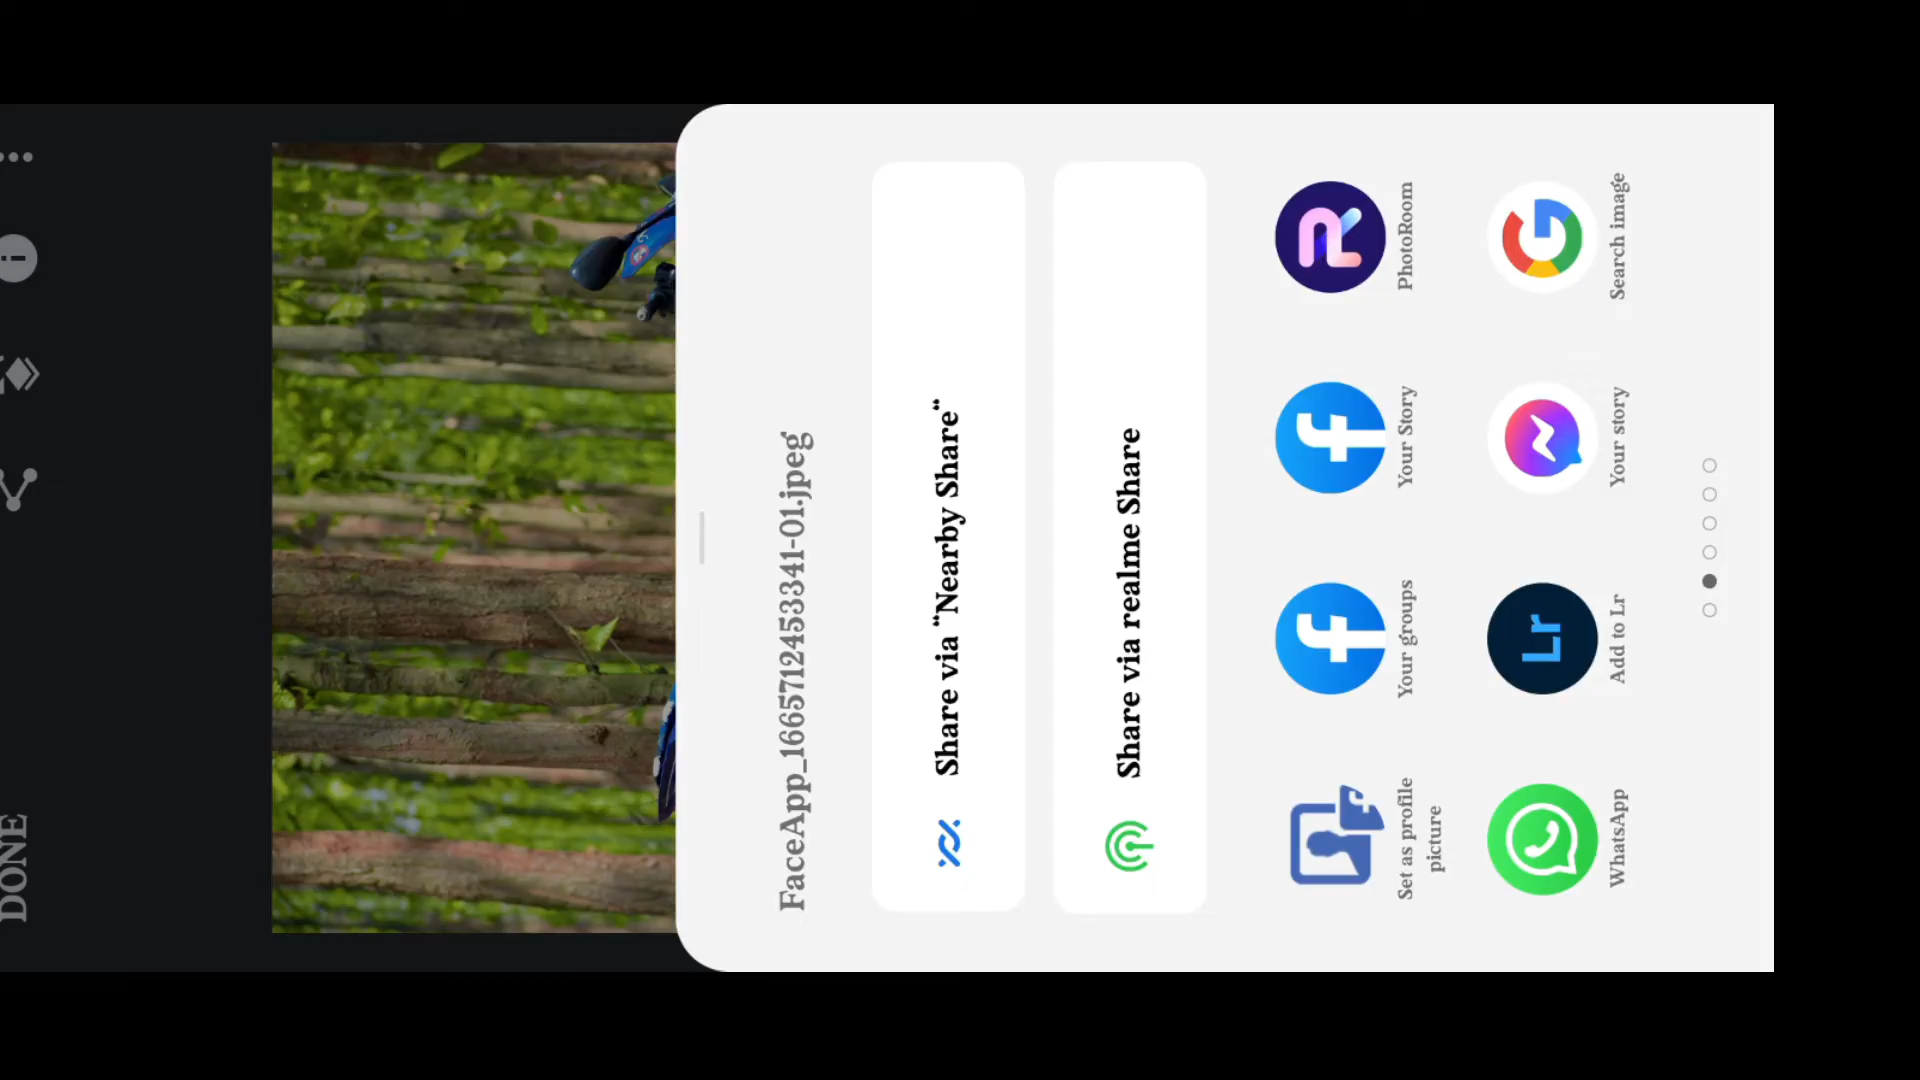 DONE
FaceApp_1665712453341-01.jpeg
Share via "Nearby Share"
Share via realme Share
Set as profile
picture
Your groups
Your Story
PhotoRoom
WhatsApp
Lr
Add to Lr
Your story
Search image